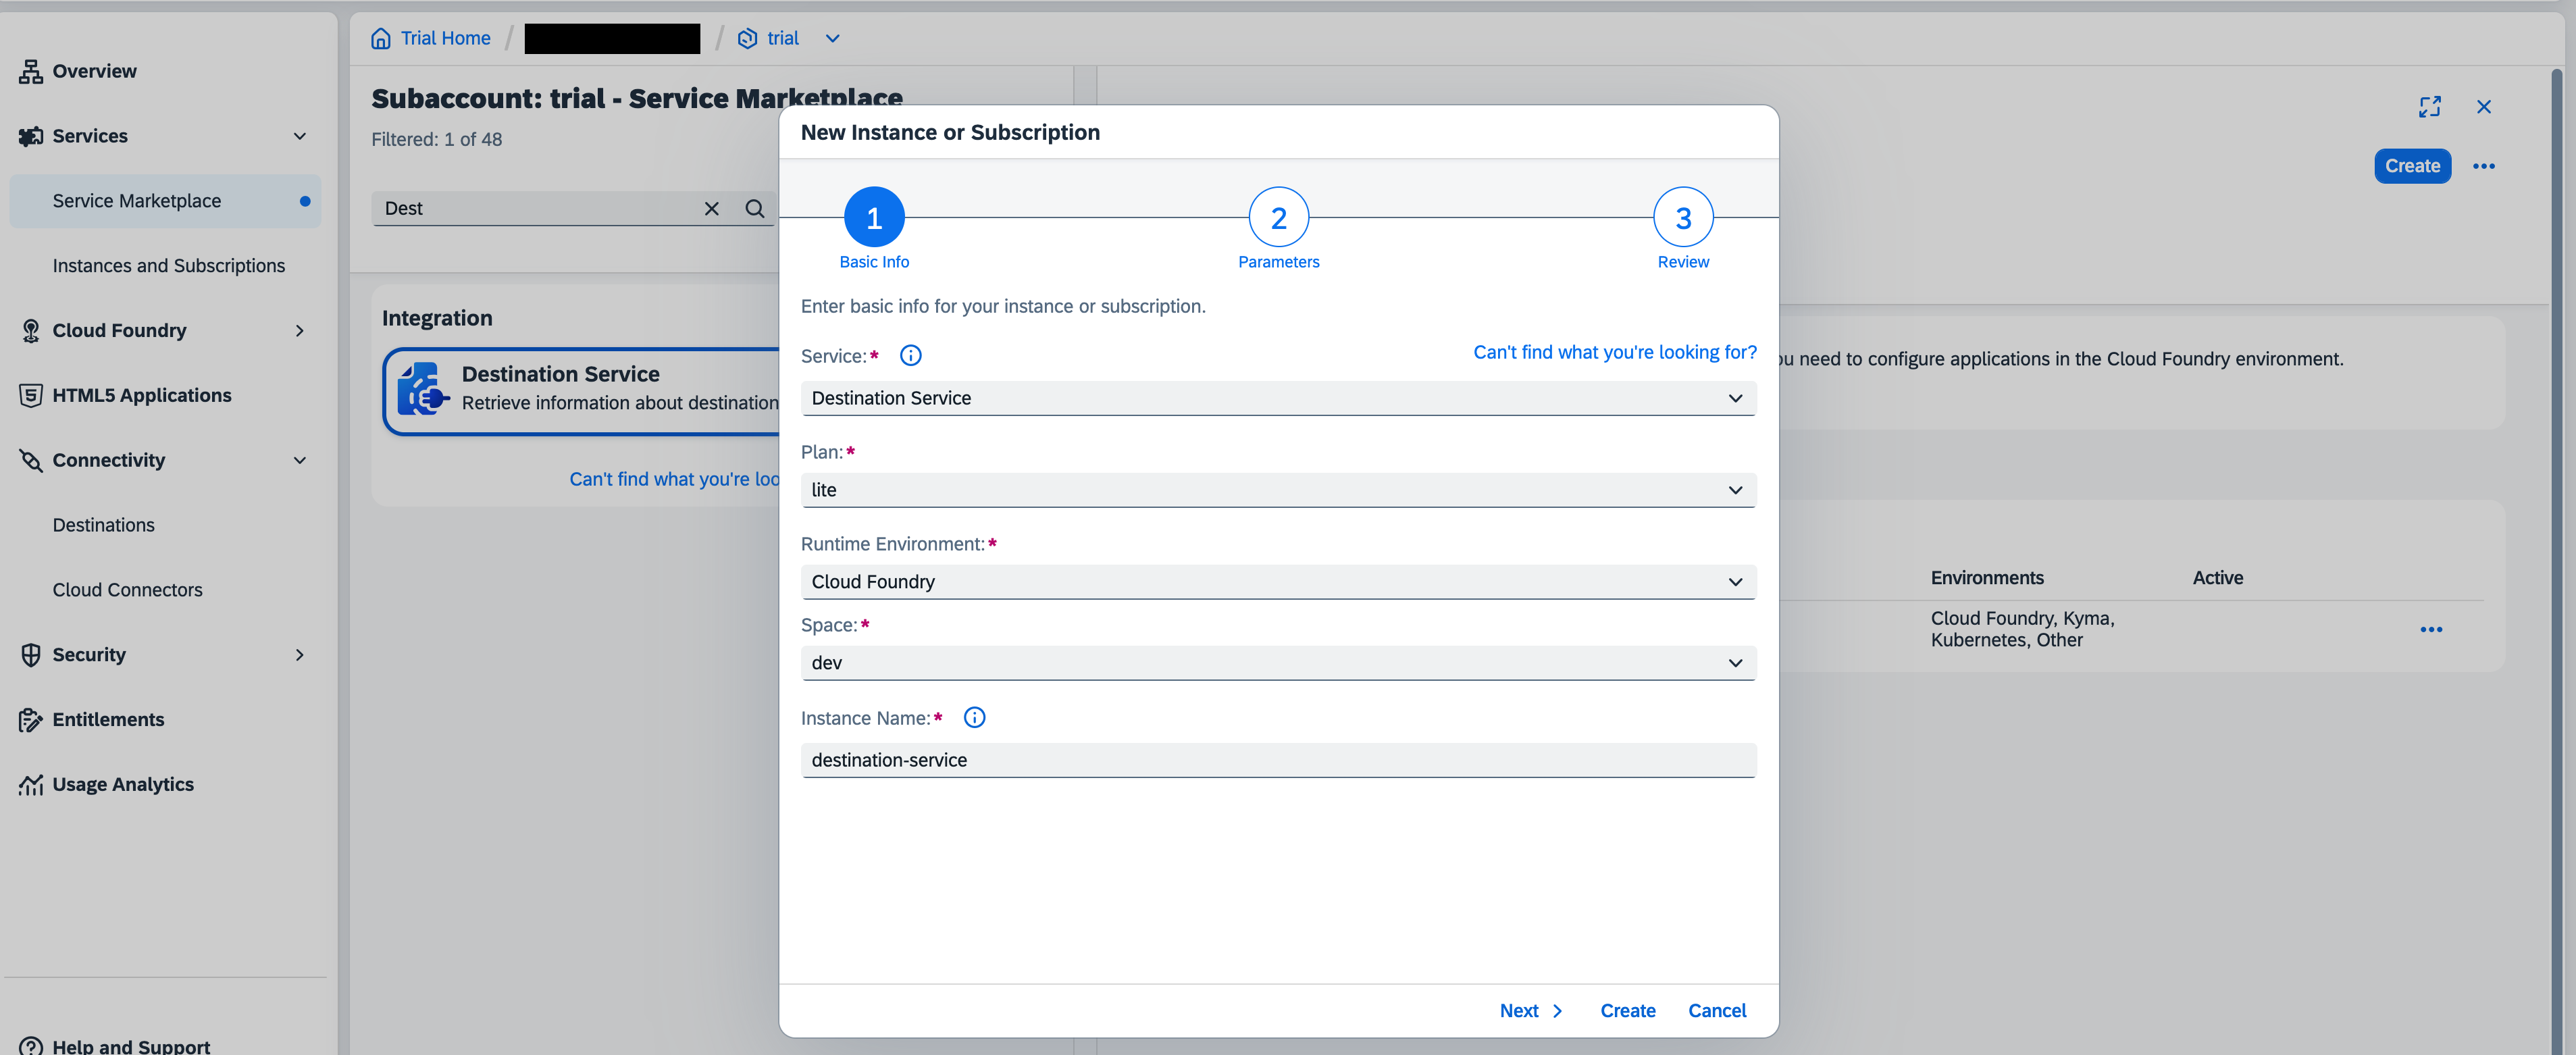 Overview
Services
Service Marketplace
Instances and Subscriptions
Cloud Foundry
HTML5 Applications
Connectivity
Destinations
Cloud Connectors
Security
Entitlements
Usage Analytics
Help and Support
Trial Home / / trial
Subaccount: trial - Service Marketplace
Filtered: 1 of 48
Dest
Integration
Destination Service
Retrieve information about destination
Can't find what you're loo
New Instance or Subscription
1
2
3
Basic Info
Parameters
Review
Enter basic info for your instance or subscription.
Service:*
Can't find what you're looking for?
Destination Service
Plan:*
lite
Runtime Environment:*
Cloud Foundry
Space:*
dev
Instance Name:*
destination-service
Next
Create
Cancel
Create
need to configure applications in the Cloud Foundry environment.
Environments
Active
Cloud Foundry, Kyma,
Kubernetes, Other